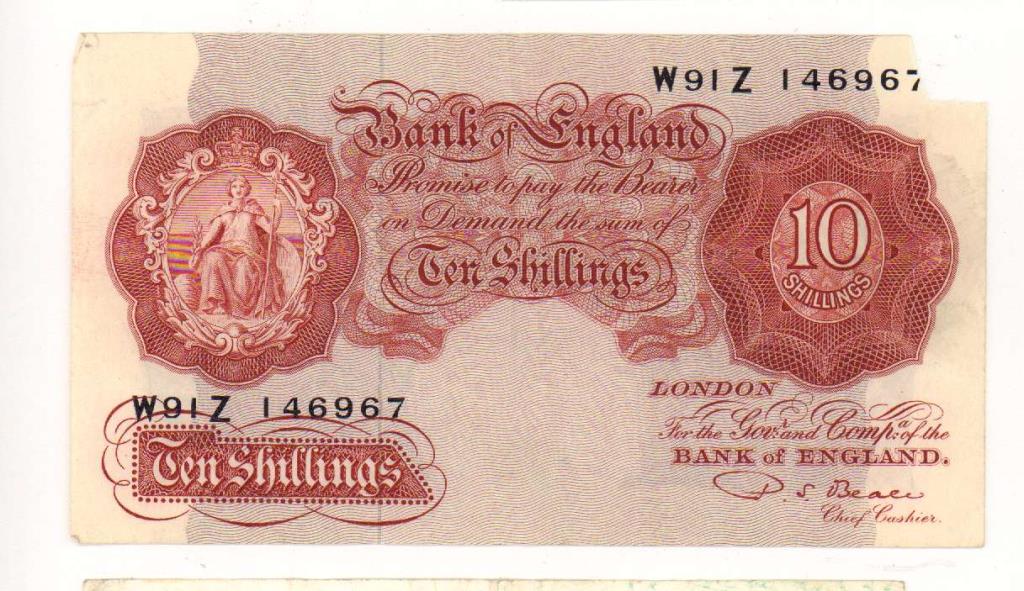 W91Z 146967
Bank of England
Promise to pay the Bearer
on Demand the sum of
Ten Shillings
10
SHILLINGS
LONDON
For the Govr. and Compa. of the
BANK of ENGLAND.
P. S. Beale
Chief Cashier.
W91Z 146967
Ten Shillings